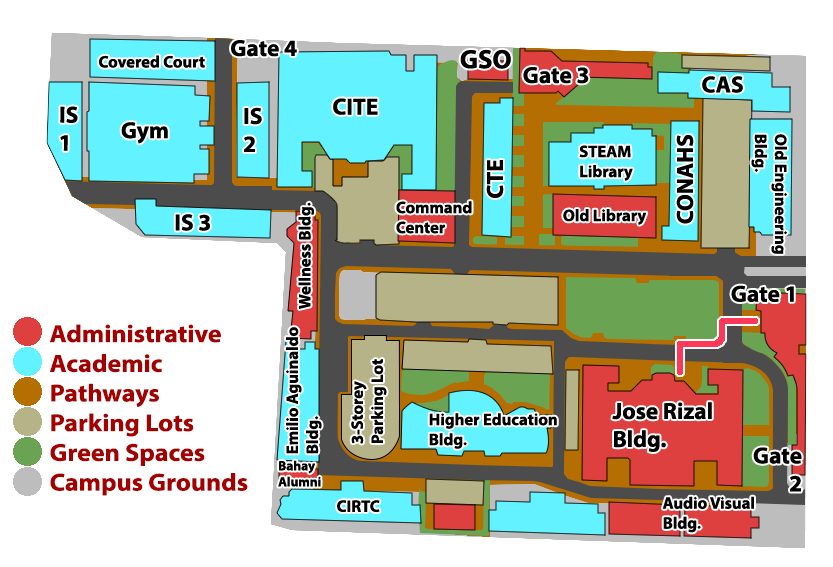 Gate 4
GSO
Covered Court
Gate 3
CAS
IS
1
Gym
IS
2
CITE
CTE
STEAM
Library
CONAHS
Old Engineering
Bldg.
Old Library
Command
Center
IS 3
Wellness Bldg.
Gate 1
Administrative
Academic
Pathways
Parking Lots
Green Spaces
Campus Grounds
Emilio Aguinaldo
Bldg.
3-Storey
Parking Lot
Higher Education
Bldg.
Jose Rizal
Bldg.
Gate
2
Bahay
Alumni
CIRTC
Audio Visual
Bldg.